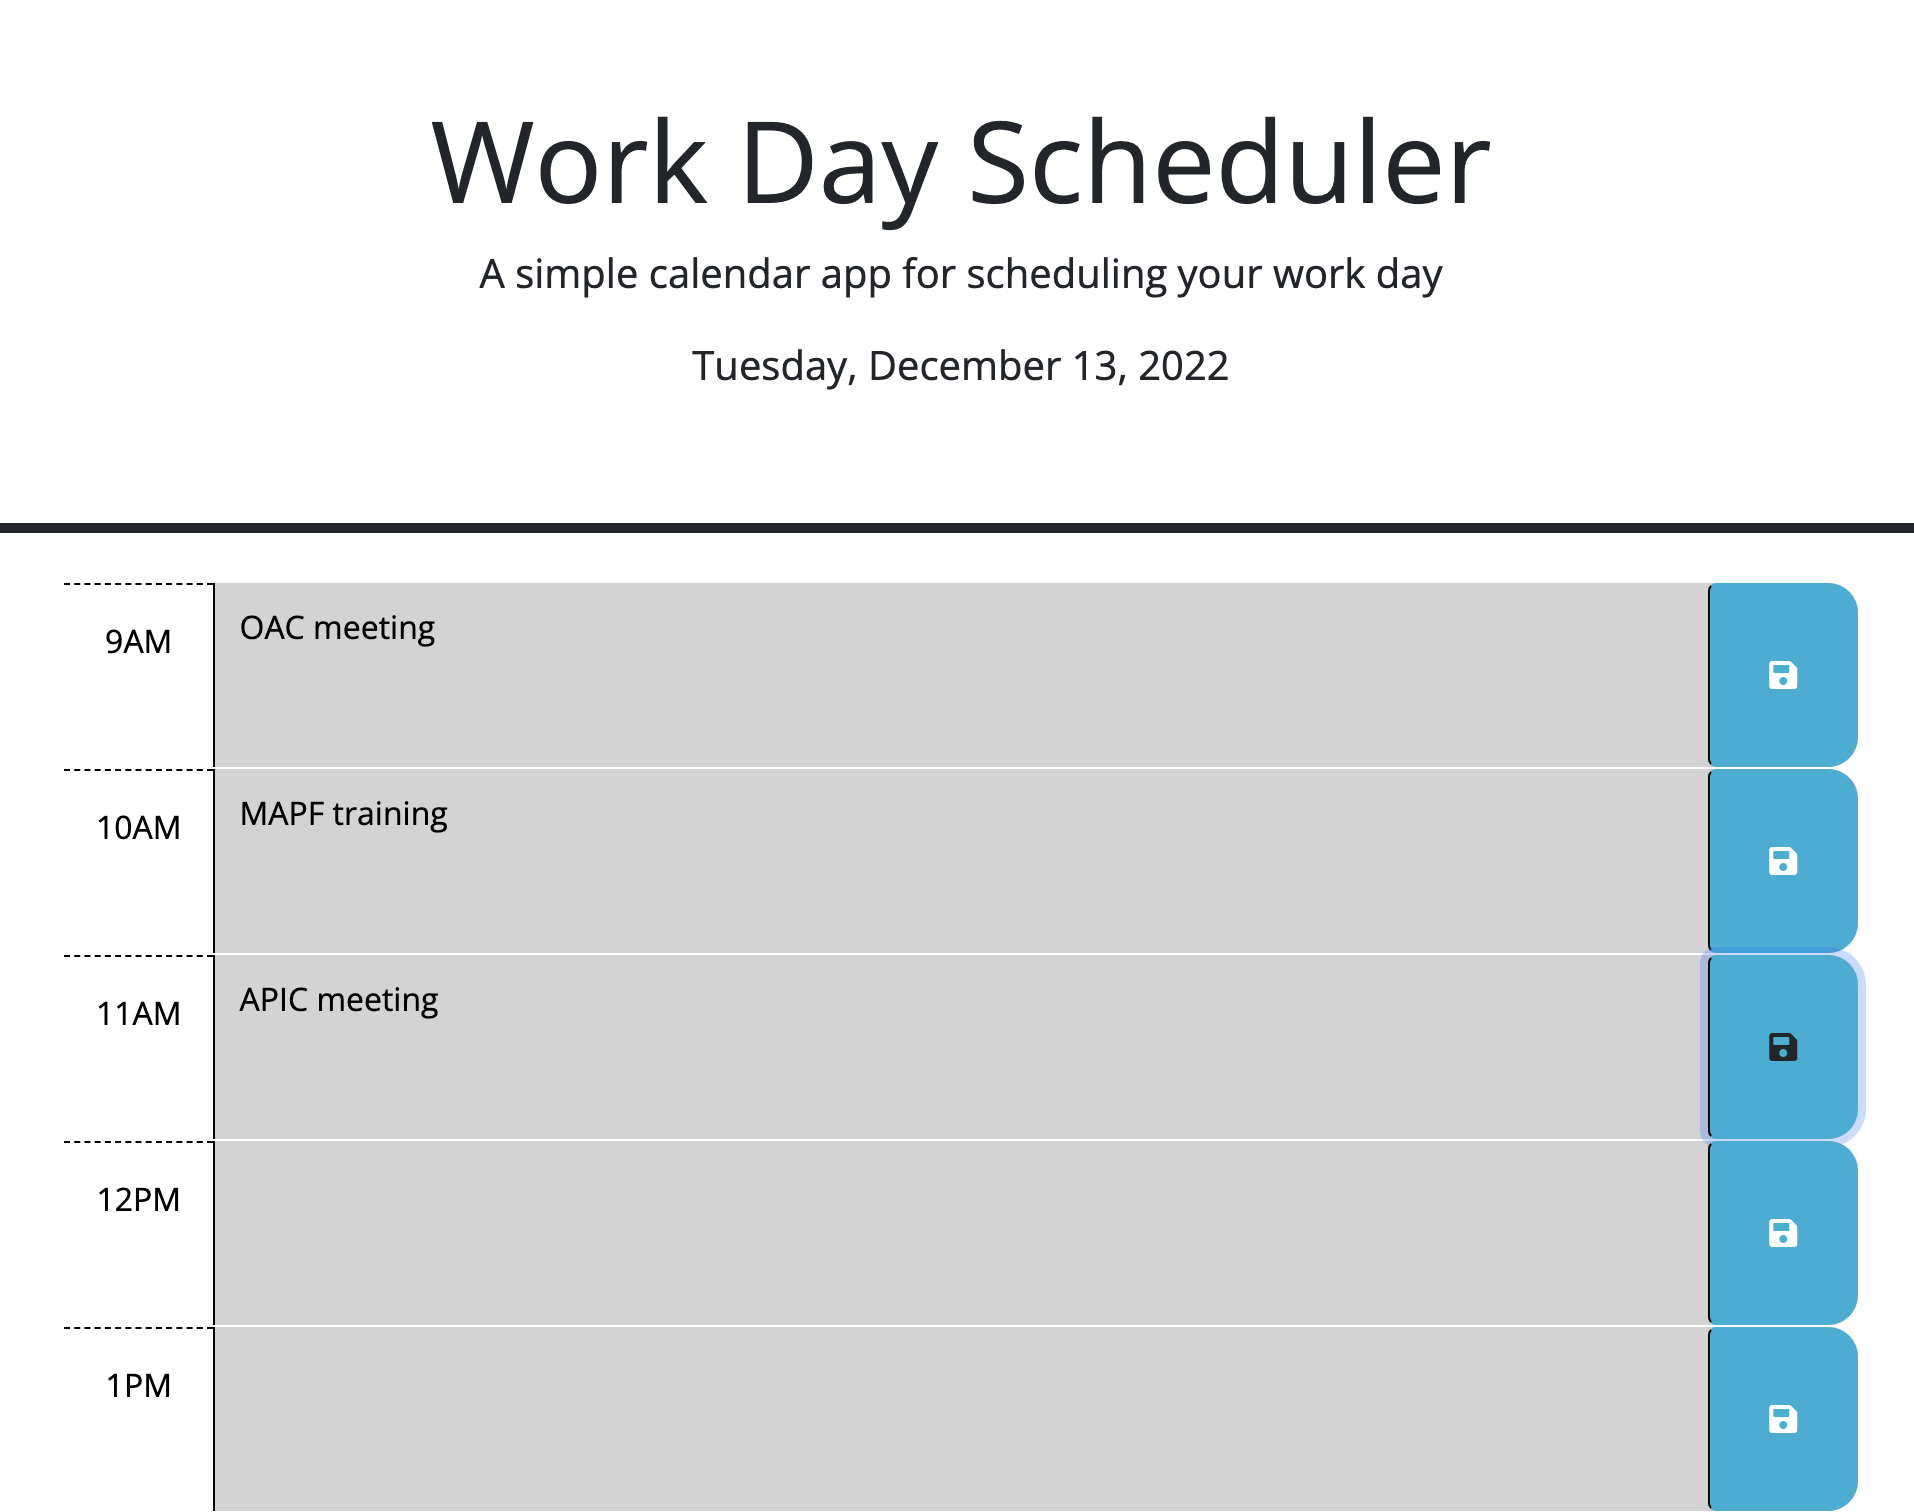 Work Day Scheduler
A simple calendar app for scheduling your work day
Tuesday, December 13, 2022
9AM
OAC meeting
10AM
MAPF training
11AM
APIC meeting
12PM
1PM